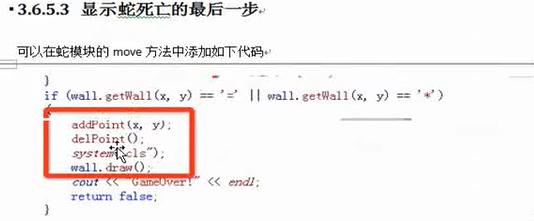 ▪3.6.5.3 显示蛇死亡的最后一步
可以在蛇模块的 move 方法中添加如下代码
}
if (wall.getWall(x, y) == '=' || wall.getWall(x, y) == '*')
{
addPoint(x, y);
delPoint();
system("cls");
wall.draw();
cout << "GameOver!" << endl;
return false;
}